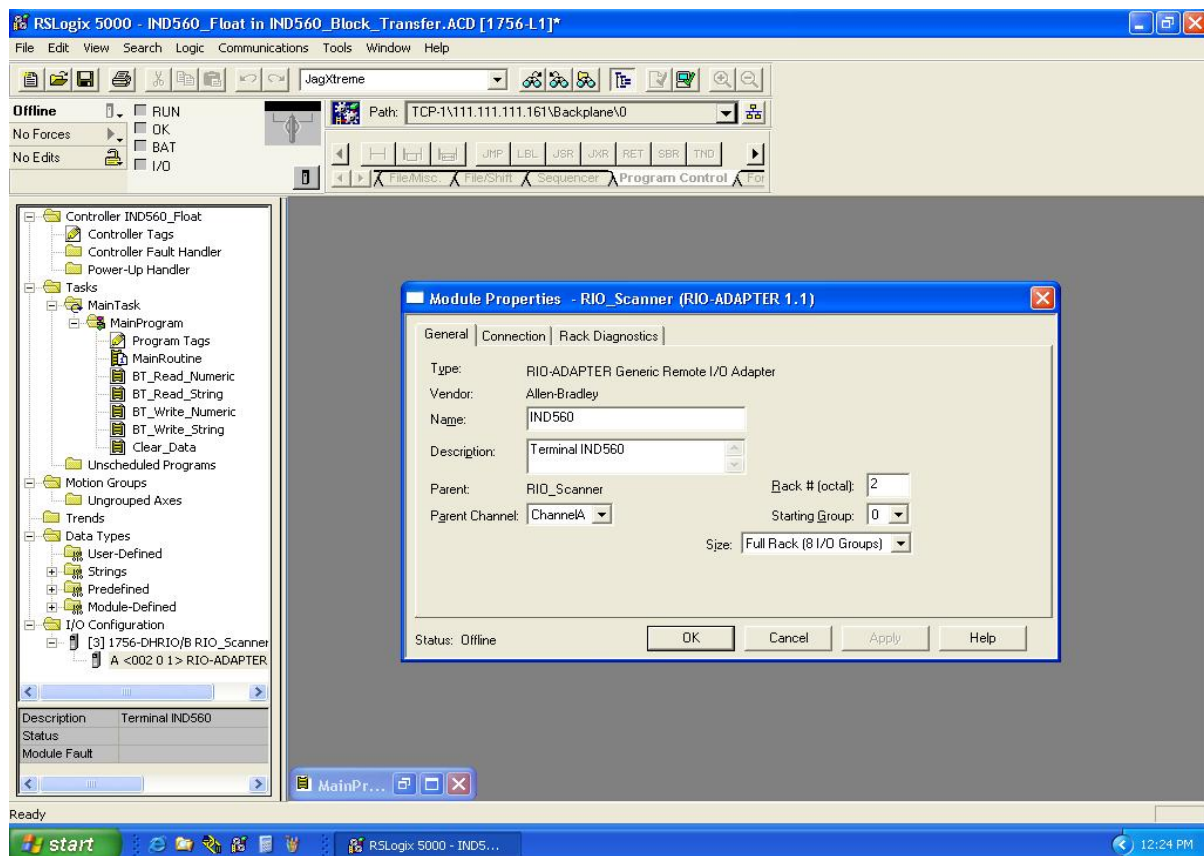 RSLogix 5000 - IND560_Float in IND560_Block_Transfer.ACD [1756-L1]*
File Edit View Search Logic Communications Tools Window Help
JagXtreme
Offline
RUN
No Forces
OK
No Edits
BAT
I/O
Path: TCP-1\111.111.111.161\Backplane\0
JMP LBL JSR JXR RET SBR TND
File/Misc. File/Shift Sequencer Program Control For
Controller IND560_Float
Controller Tags
Controller Fault Handler
Power-Up Handler
Tasks
MainTask
MainProgram
Program Tags
MainRoutine
BT_Read_Numeric
BT_Read_String
BT_Write_Numeric
BT_Write_String
Clear_Data
Unscheduled Programs
Motion Groups
Ungrouped Axes
Trends
Data Types
User-Defined
Strings
Predefined
Module-Defined
I/O Configuration
[3] 1756-DHRIO/B RIO_Scanner
A <002 0 1> RIO-ADAPTER
Description Terminal IND560
Status
Module Fault
Module Properties - RIO_Scanner (RIO-ADAPTER 1.1)
General Connection Rack Diagnostics
Type: RIO-ADAPTER Generic Remote I/O Adapter
Vendor: Allen-Bradley
Name: IND560
Description: Terminal IND560
Parent: RIO_Scanner
Rack # (octal): 2
Parent Channel: ChannelA
Starting Group: 0
Size: Full Rack (8 I/O Groups)
Status: Offline
OK Cancel Apply Help
MainPr...
Ready
start
RSLogix 5000 - IND5...
12:24 PM